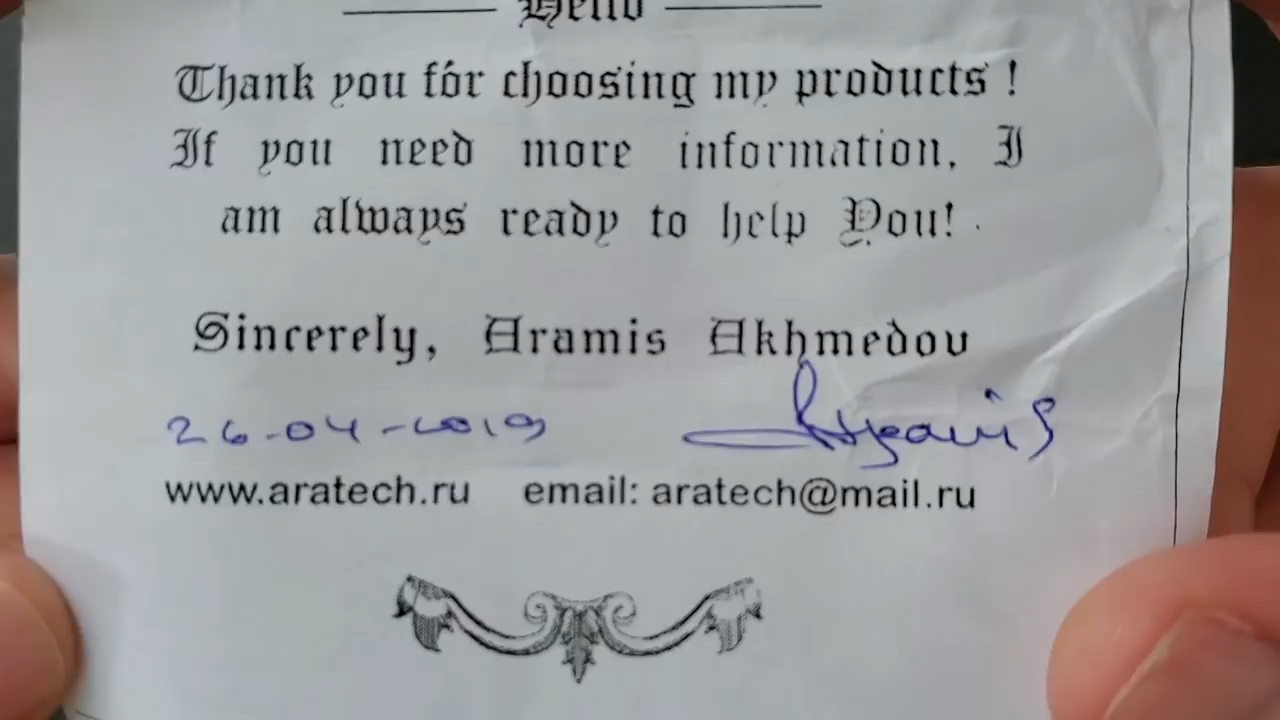 Hello
Thank you for choosing my products !
If you need more information, I
am always ready to help You!
Sincerely, Aramis Akhmedov
26-04-2019
www.aratech.ru email: aratech@mail.ru